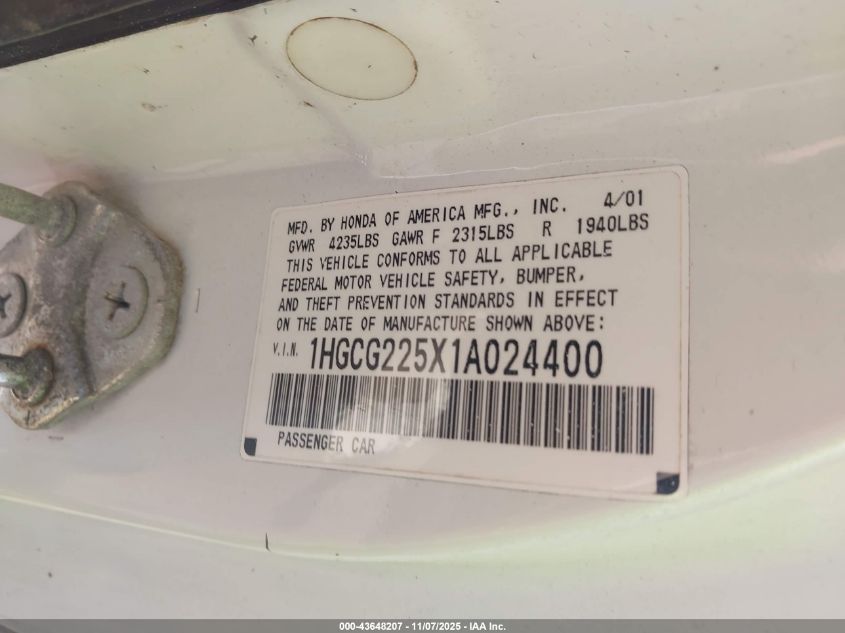 MFD. BY HONDA OF AMERICA MFG., INC. 4/01
GVWR 4235LBS GAWR F 2315LBS R 1940LBS
THIS VEHICLE CONFORMS TO ALL APPLICABLE
FEDERAL MOTOR VEHICLE SAFETY, BUMPER,
AND THEFT PREVENTION STANDARDS IN EFFECT
ON THE DATE OF MANUFACTURE SHOWN ABOVE:
V.I.N. 1HGCG225X1A024400
PASSENGER CAR
000-43648207 - 11/07/2025 - IAA Inc.